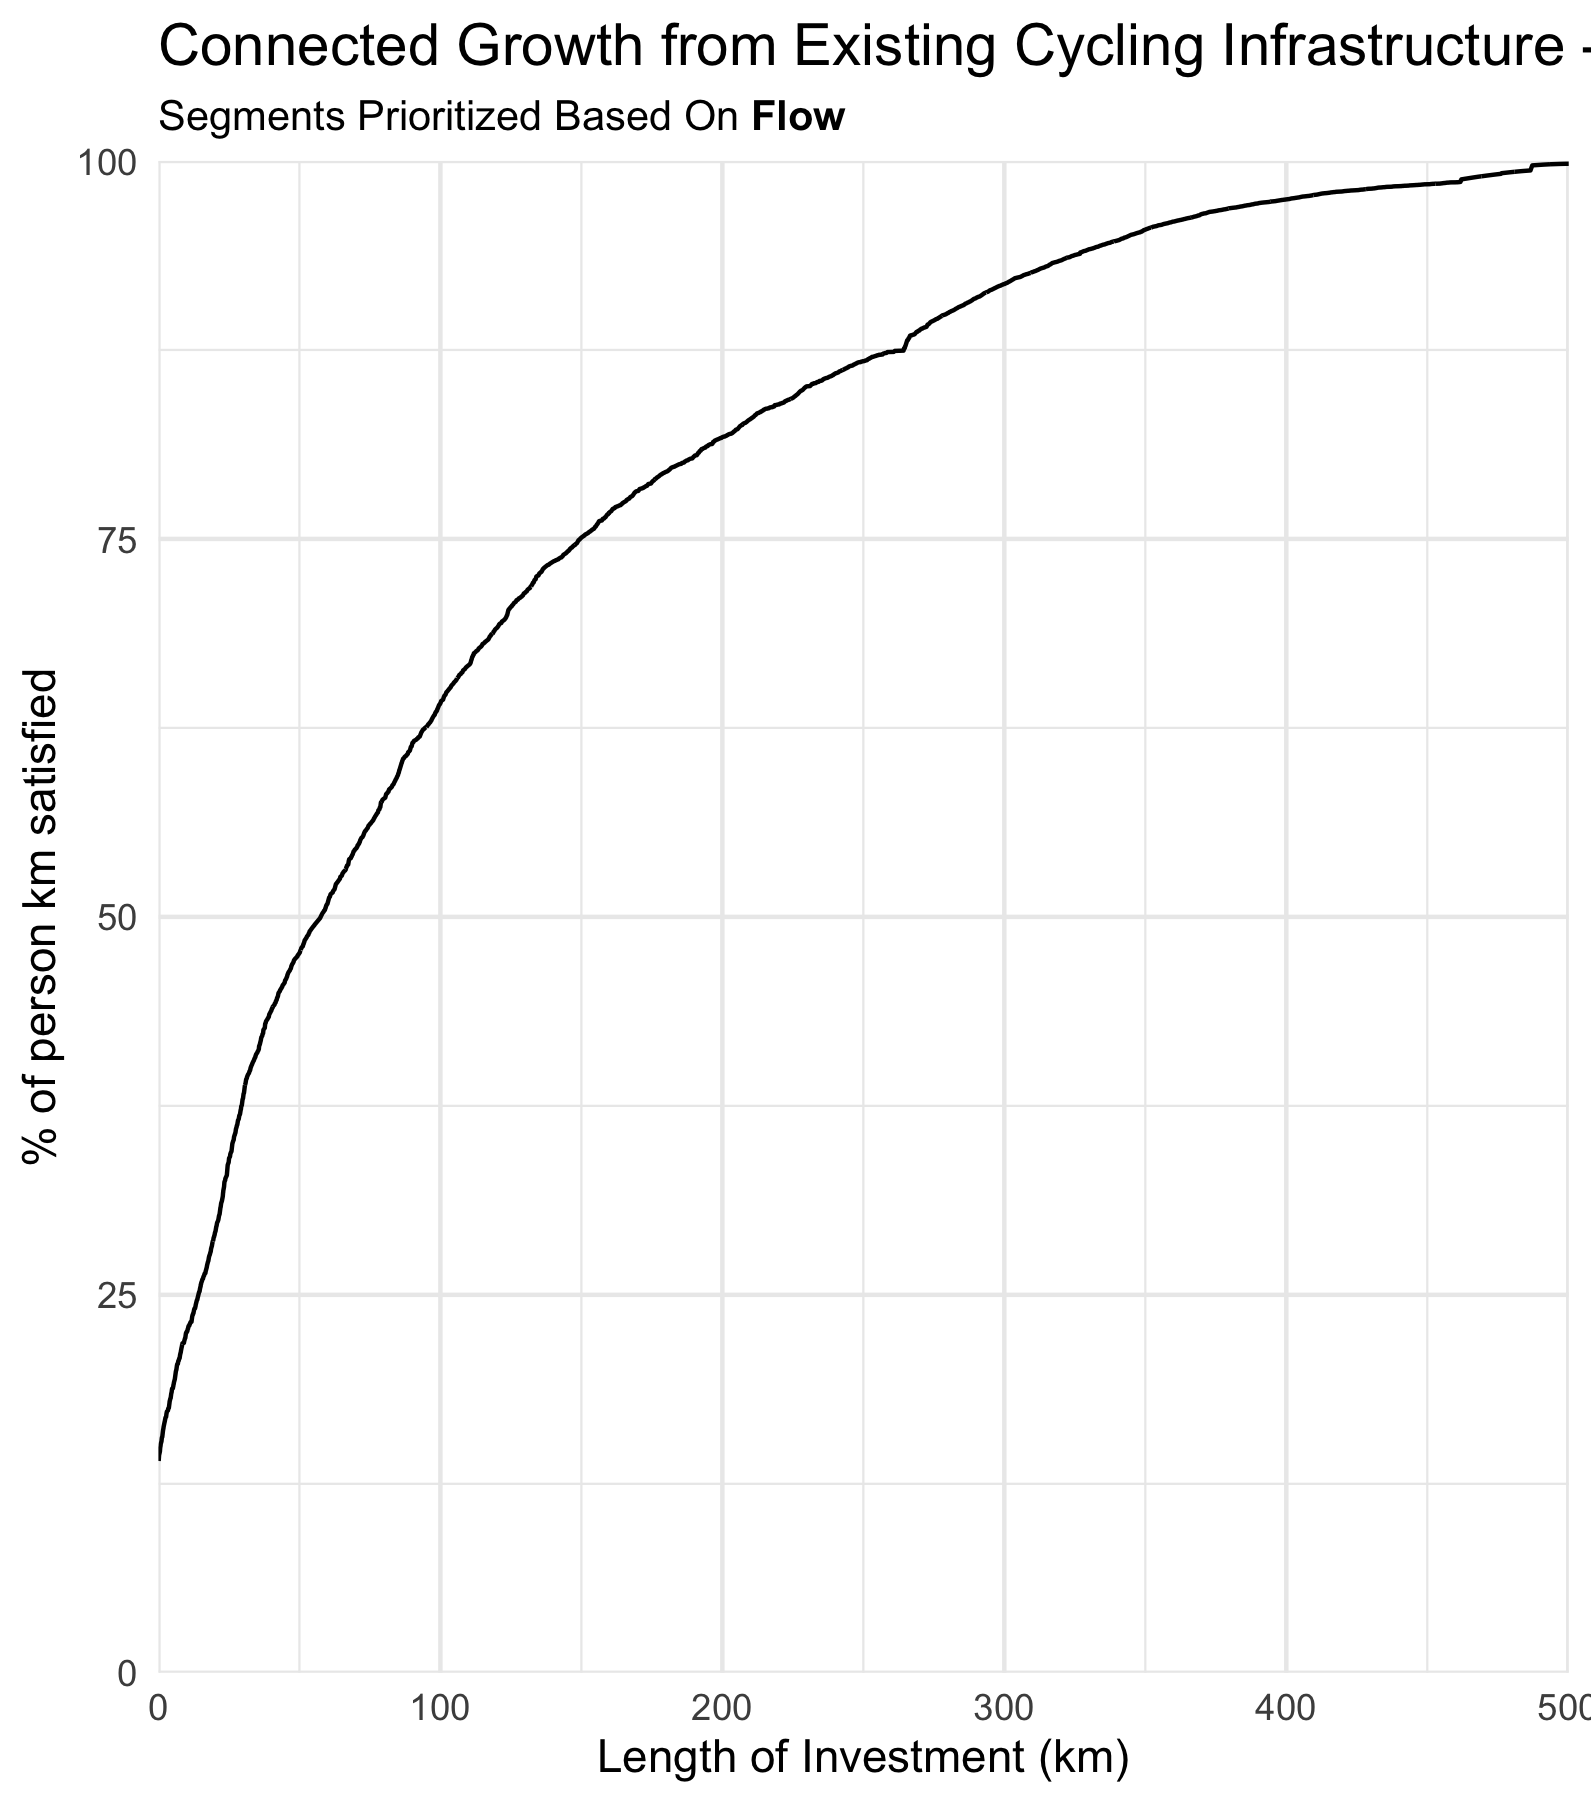 Connected Growth from Existing Cycling Infrastructure -
Segments Prioritized Based On Flow
100
75
50
25
0
% of person km satisfied
0 100 200 300 400 500
Length of Investment (km)